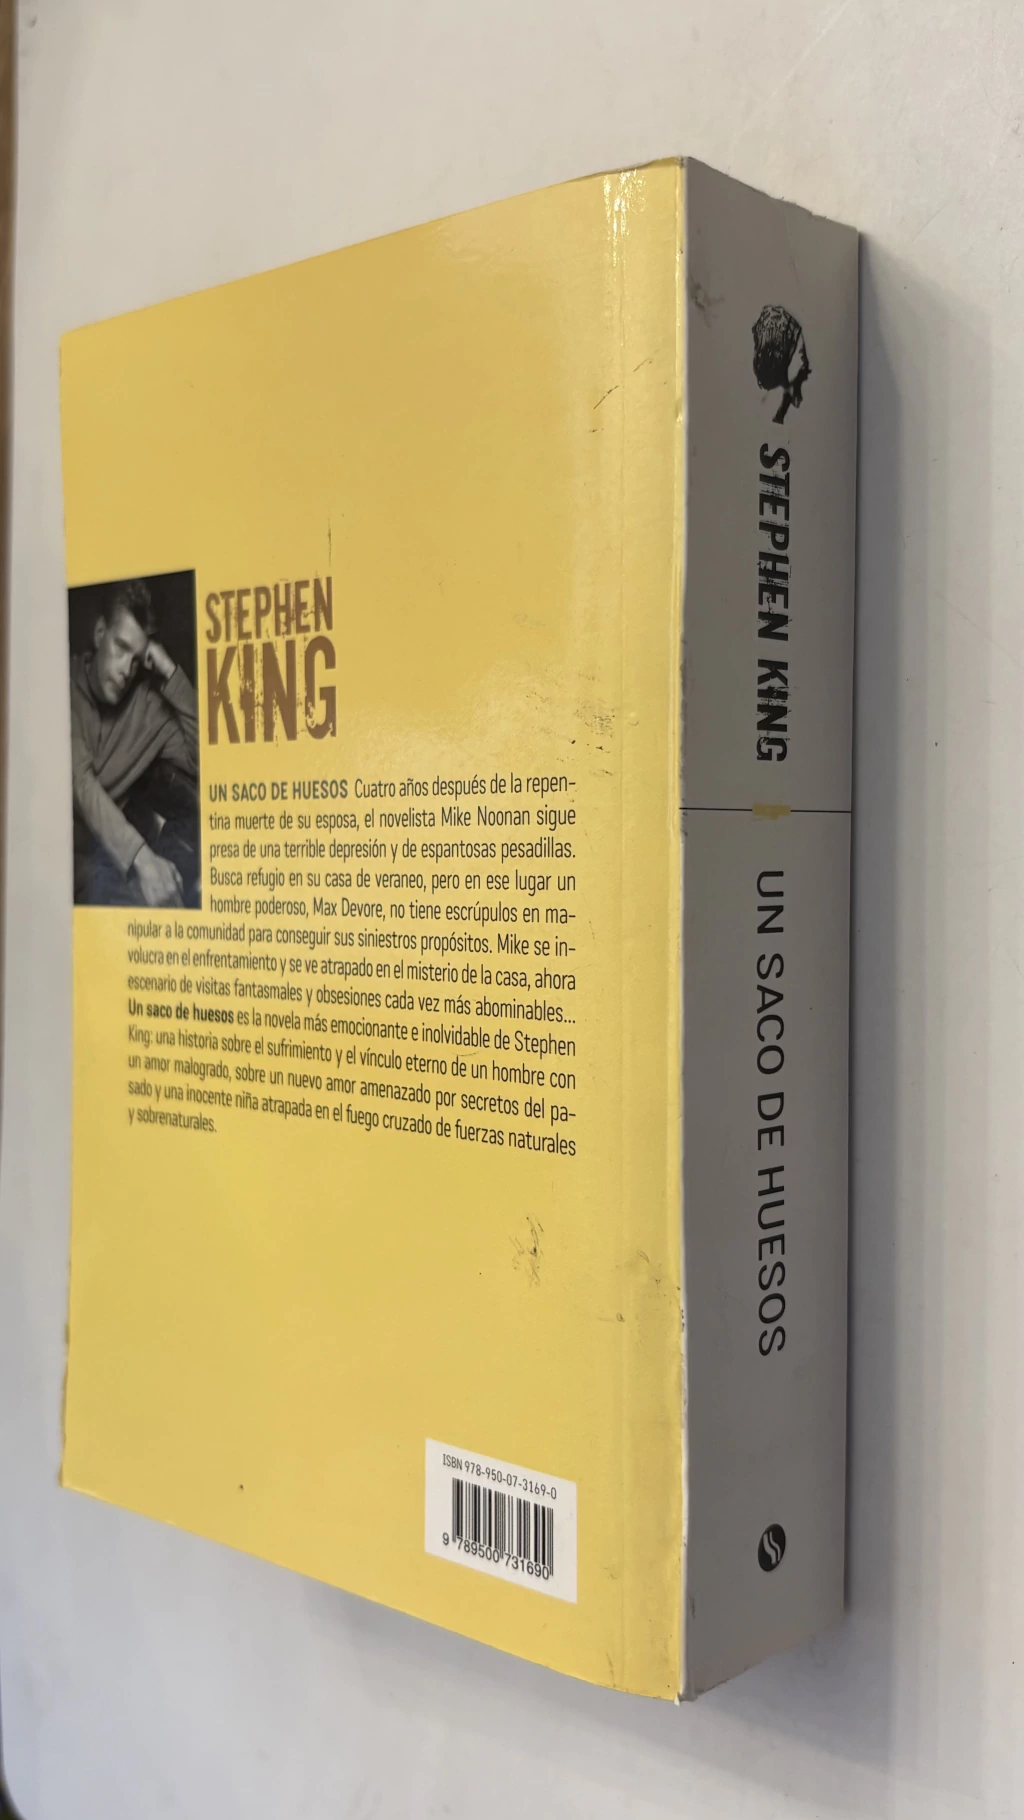 STEPHEN
KING
UN SACO DE HUESOS Cuatro años después de la repen-
tina muerte de su esposa, el novelista Mike Noonan sigue
presa de una terrible depresión y de espantosas pesadillas.
Busca refugio en su casa de veraneo, pero en ese lugar un
hombre poderoso, Max Devore, no tiene escrúpulos en ma-
nipular a la comunidad para conseguir sus siniestros propósitos. Mike se in-
volucra en el enfrentamiento y se ve atrapado en el misterio de la casa, ahora
escenario de visitas fantasmales y obsesiones cada vez más abominables...
Un saco de huesos es la novela más emocionante e inolvidable de Stephen
King: una historia sobre el sufrimiento y el vínculo eterno de un hombre con
un amor malogrado, sobre un nuevo amor amenazado por secretos del pa-
sado y una inocente niña atrapada en el fuego cruzado de fuerzas naturales
y sobrenaturales.
ISBN 978-950-07-3169-0
9 789500 731690
STEPHEN KING
UN SACO DE HUESOS